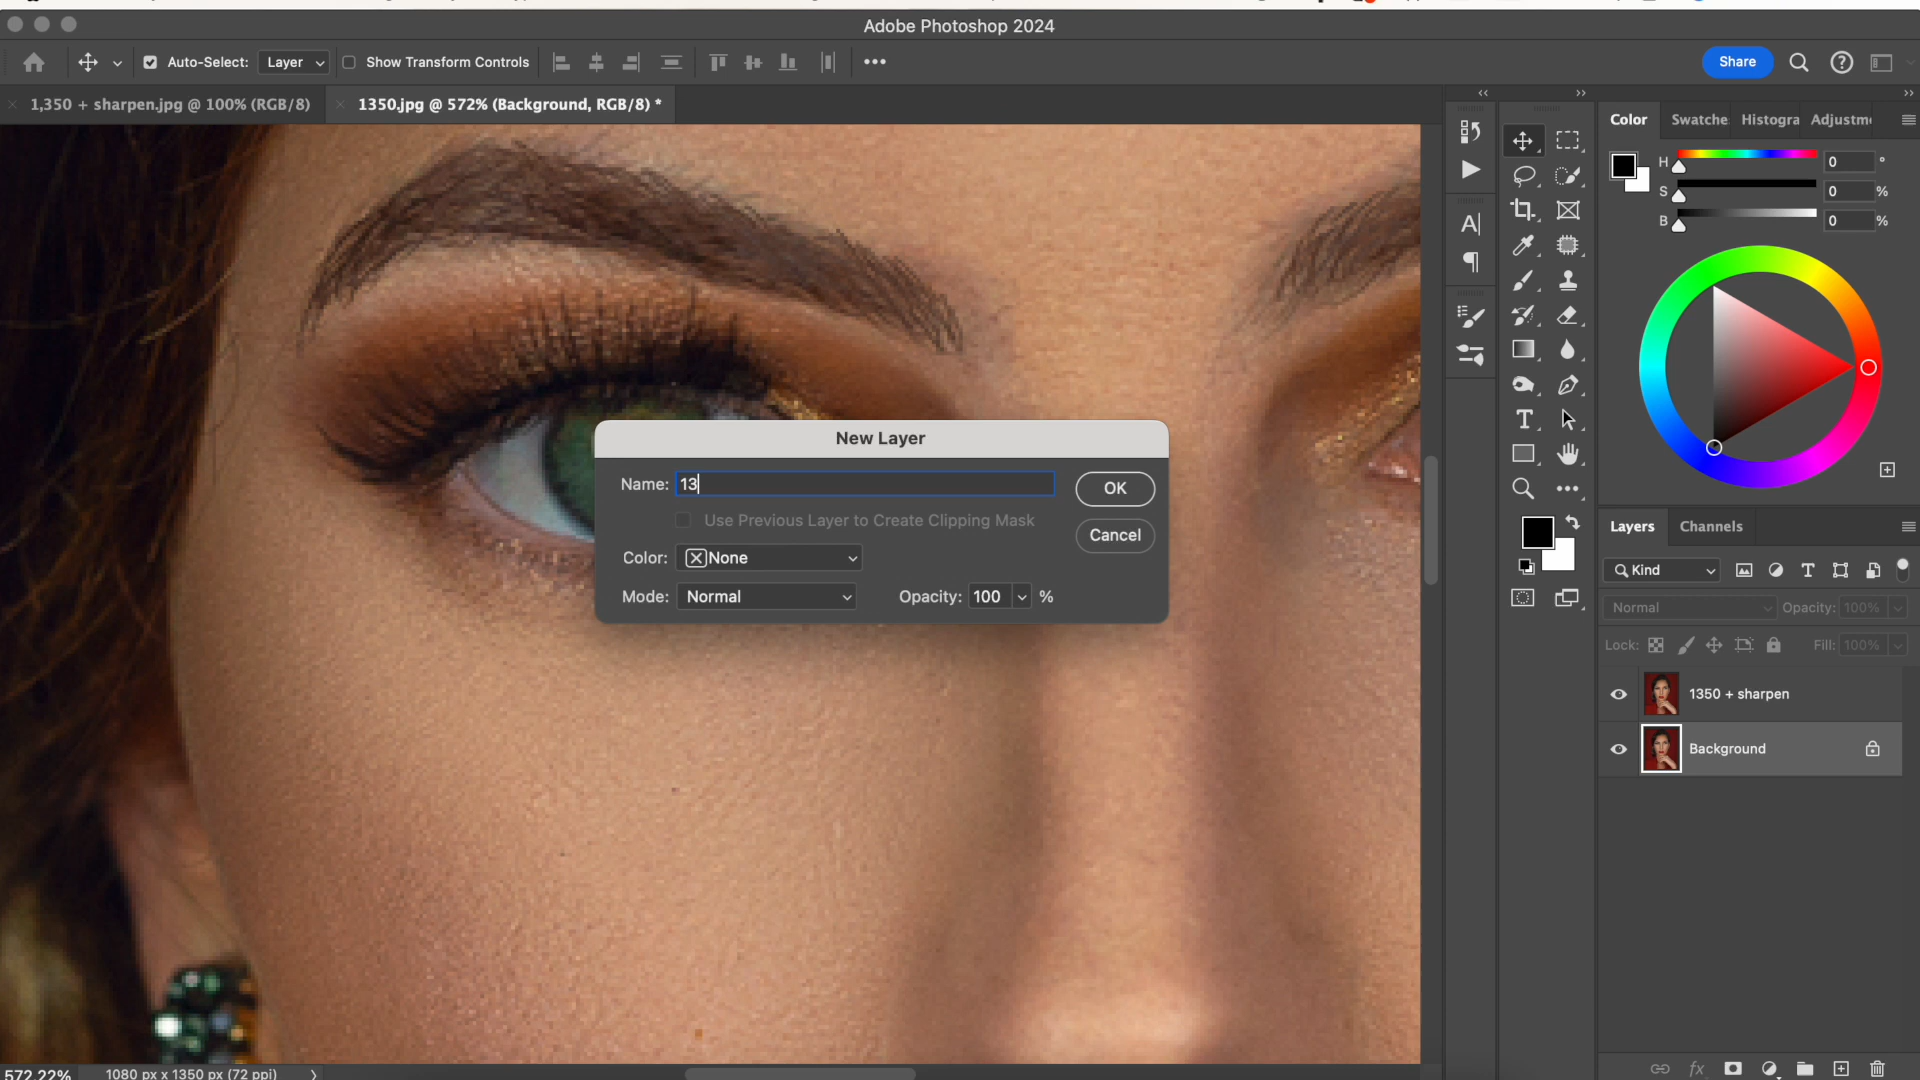 Adobe Photoshop 2024
Auto-Select: Layer Show Transform Controls ••• Share
1,350 + sharpen.jpg @ 100% (RGB/8) 1350.jpg @ 572% (Background, RGB/8) *
Color Swatche Histogra Adjustm
H 0 °
S 0 %
B 0 %
New Layer
Name: 13
OK
Use Previous Layer to Create Clipping Mask
Cancel
Color: None
Mode: Normal Opacity: 100 %
Layers Channels
Kind
Normal Opacity: 100%
Lock: Fill: 100%
1350 + sharpen
Background
fx
572.22% 1080 px x 1350 px (72 ppi)